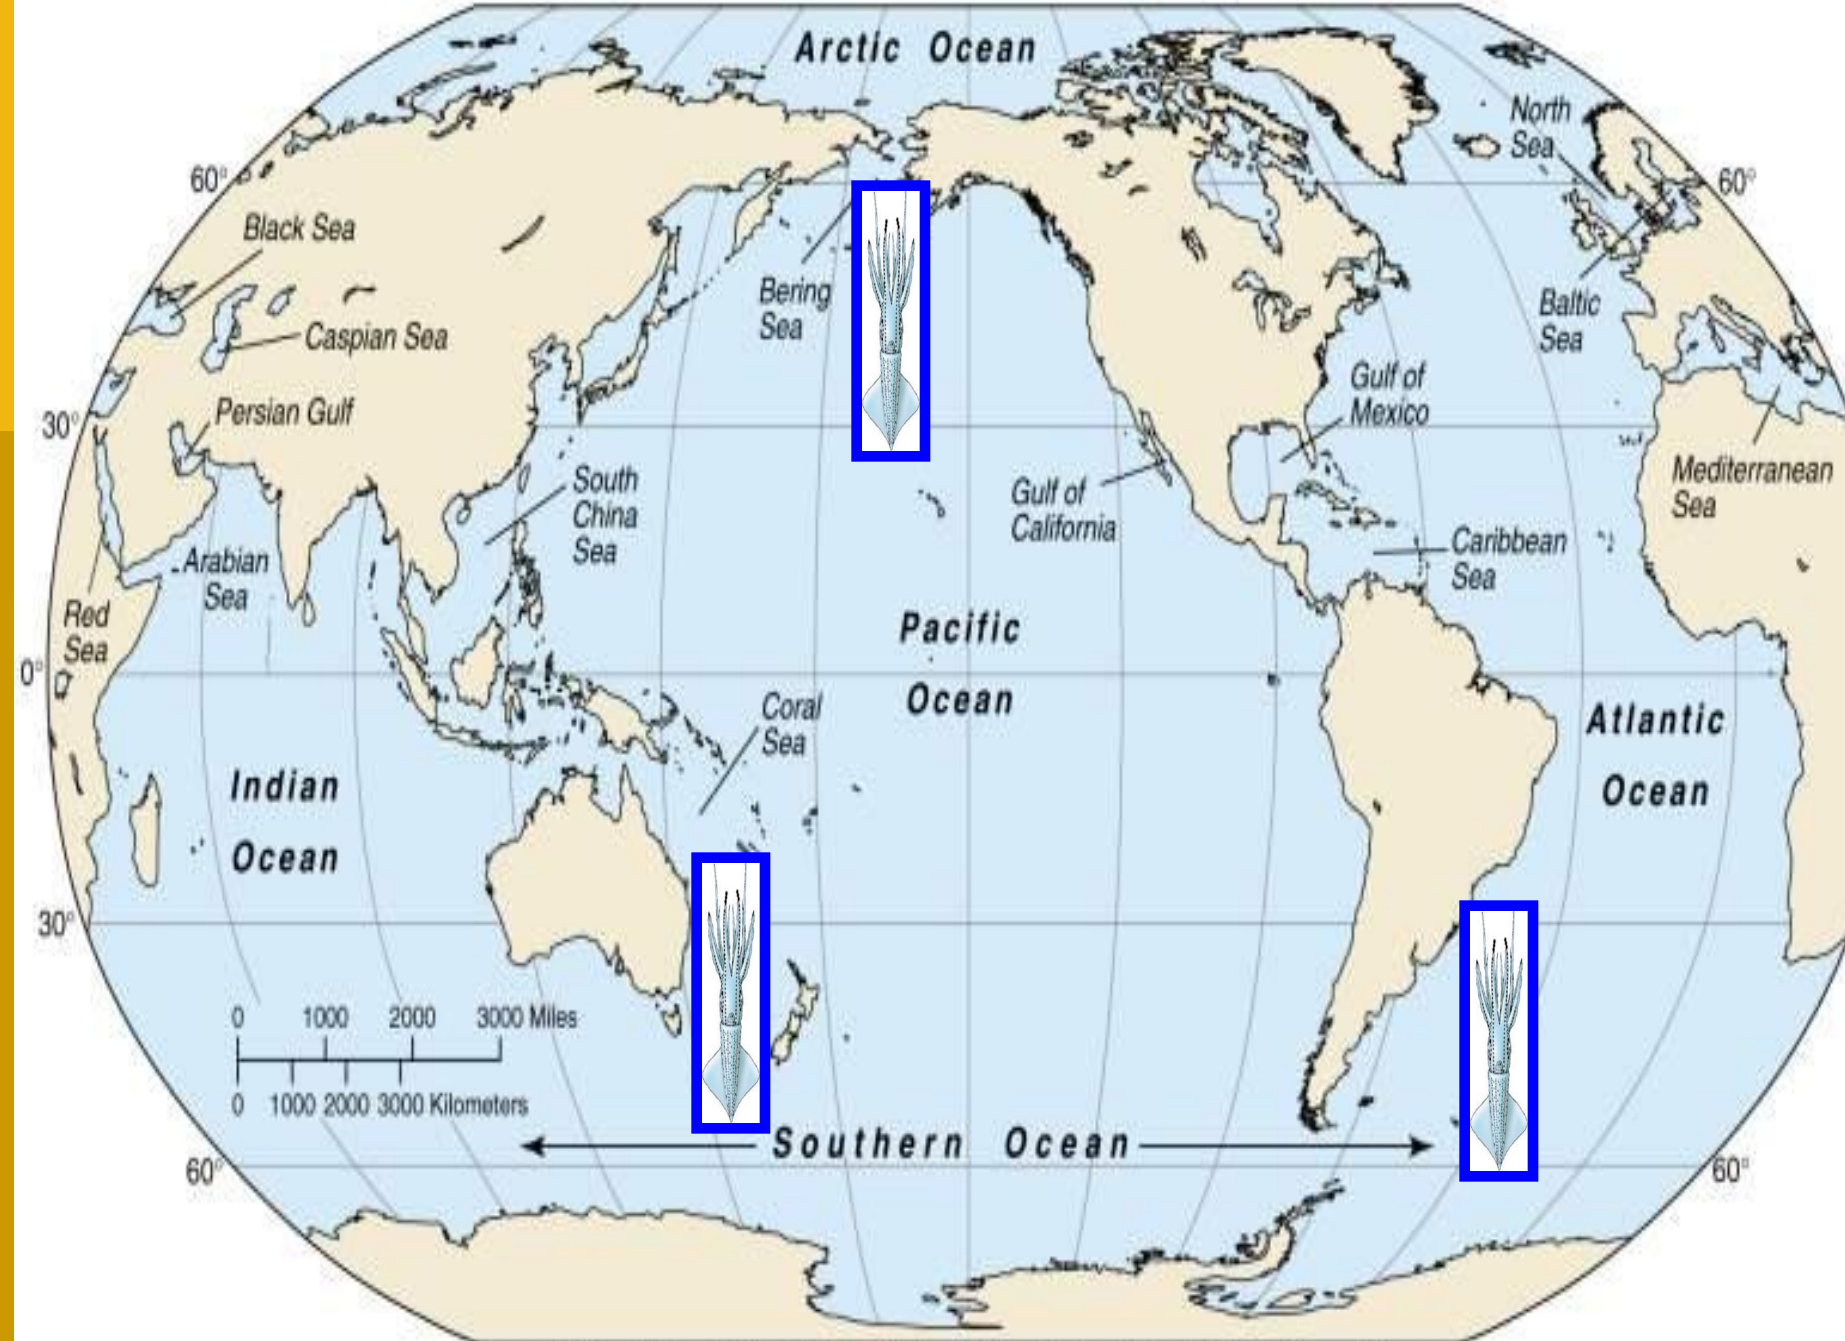 Arctic Ocean
North
Sea
60°
60°
Black Sea
Bering
Sea
Baltic
Sea
Caspian Sea
Gulf of
Mexico
30°
Persian Gulf
South
China
Sea
Gulf of
California
Mediterranean
Sea
Arabian
Sea
Caribbean
Sea
Red
Sea
Pacific
Ocean
0°
Coral
Sea
Atlantic
Ocean
Indian
Ocean
30°
0 1000 2000 3000 Miles
0 1000 2000 3000 Kilometers
Southern Ocean
60°
60°